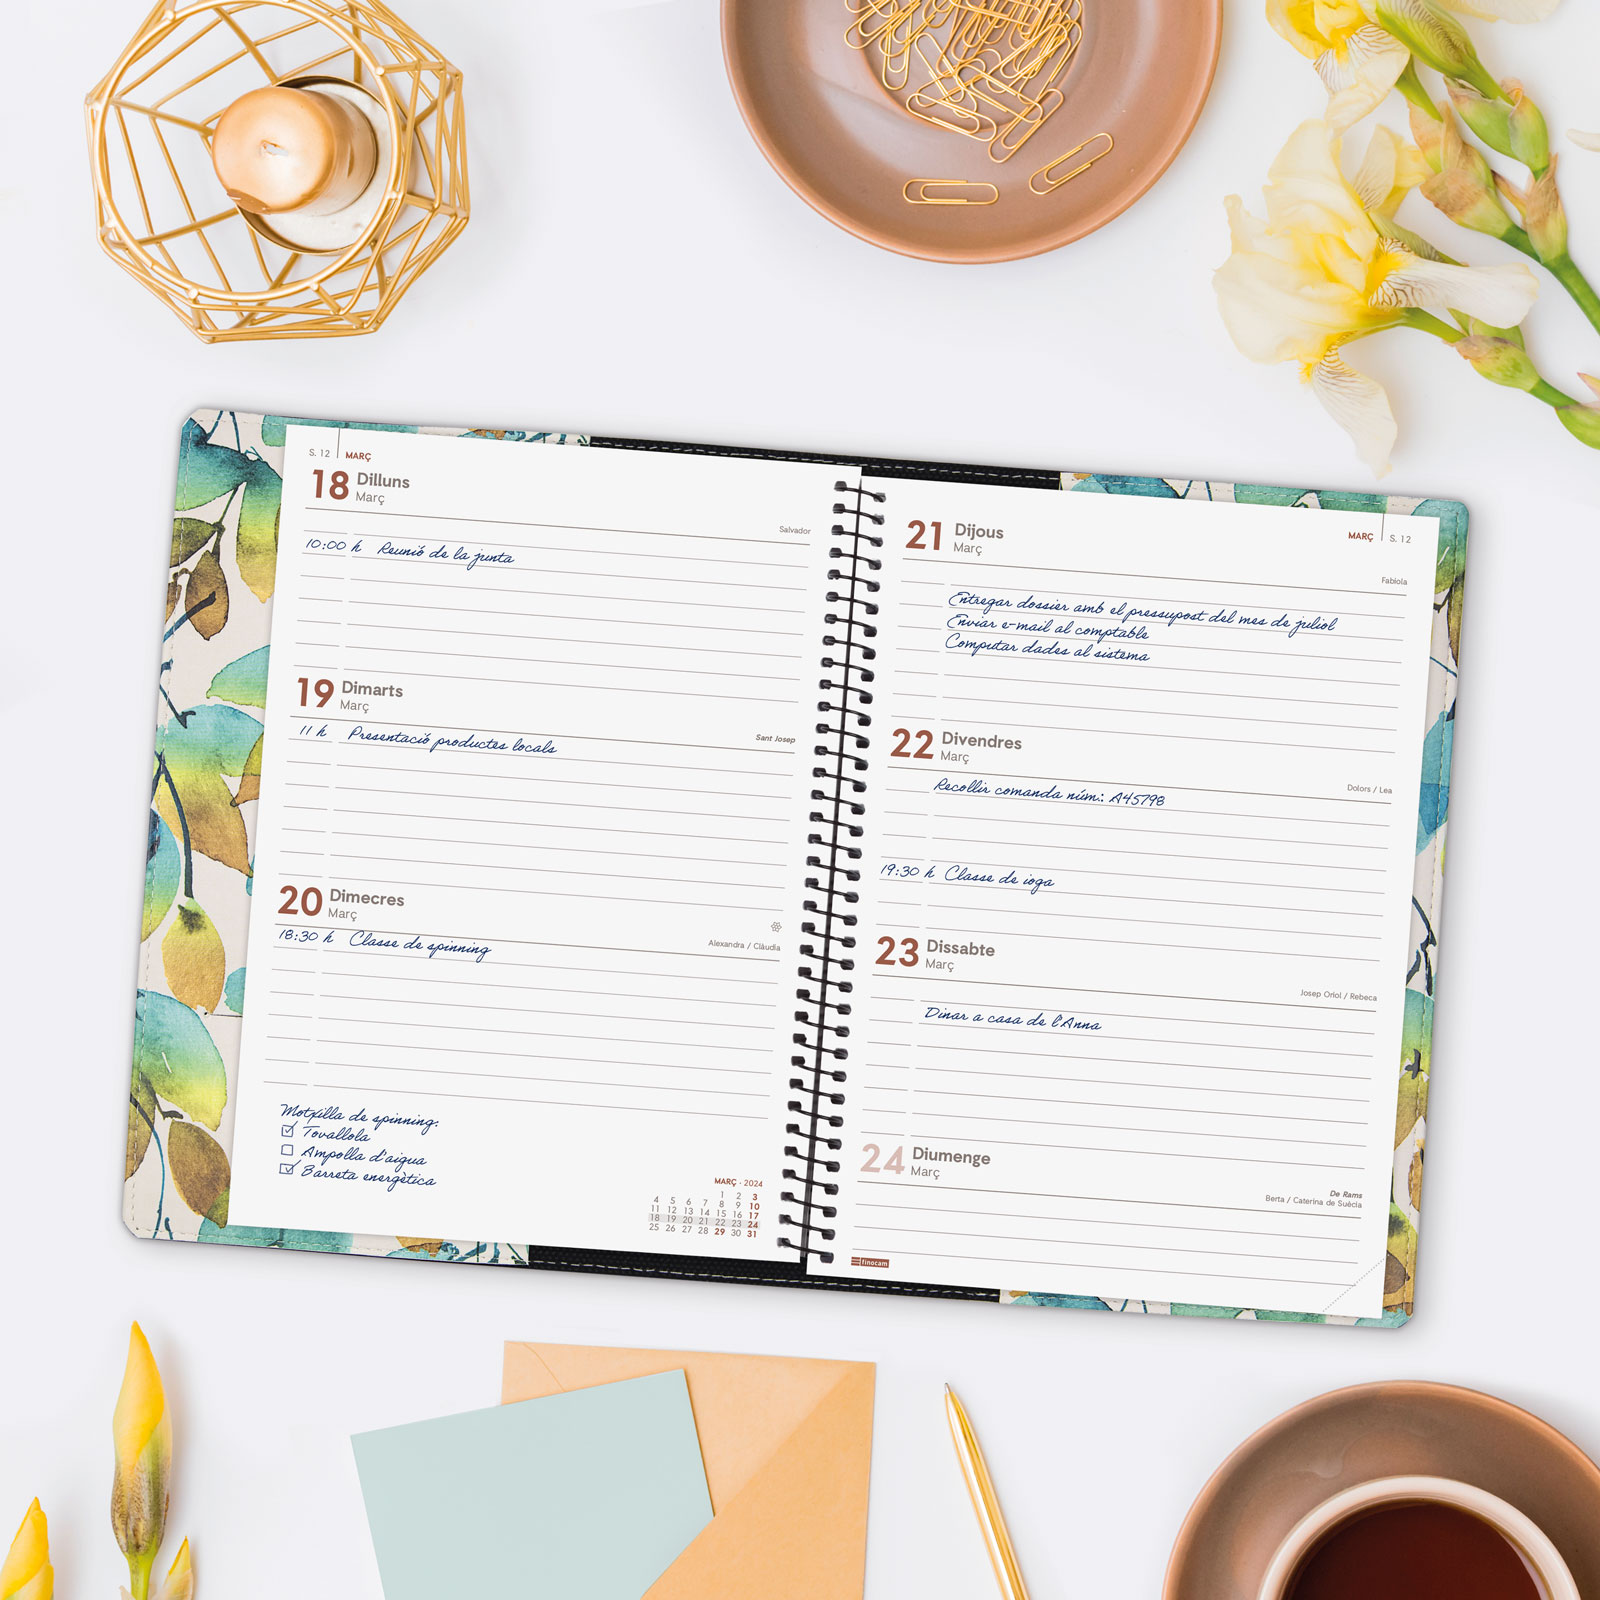 S. 12 MARÇ
18 Dilluns
Març
Salvador
10:00 h Reunió de la junta
19 Dimarts
Març
Sant Josep
11 h Presentació productes locals
20 Dimecres
Març
Alexandra / Clàudia
18:30 h Classe de spinning
Motxilla de spinning:
Tovallola
Ampolla d'aigua
Barreta energètica
MARÇ · 2024
1 2 3
4 5 6 7 8 9 10
11 12 13 14 15 16 17
18 19 20 21 22 23 24
25 26 27 28 29 30 31
MARÇ S. 12
21 Dijous
Març
Fabiola
Entregar dossier amb el pressupost del mes de juliol
Enviar e-mail al comptable
Computar dades al sistema
22 Divendres
Març
Dolors / Lea
Recollir comanda núm.: A45798
19:30 h Classe de ioga
23 Dissabte
Març
Josep Oriol / Rebeca
Dinar a casa de l'Anna
24 Diumenge
Març
De Rams
Berta / Caterina de Suècia
finocam